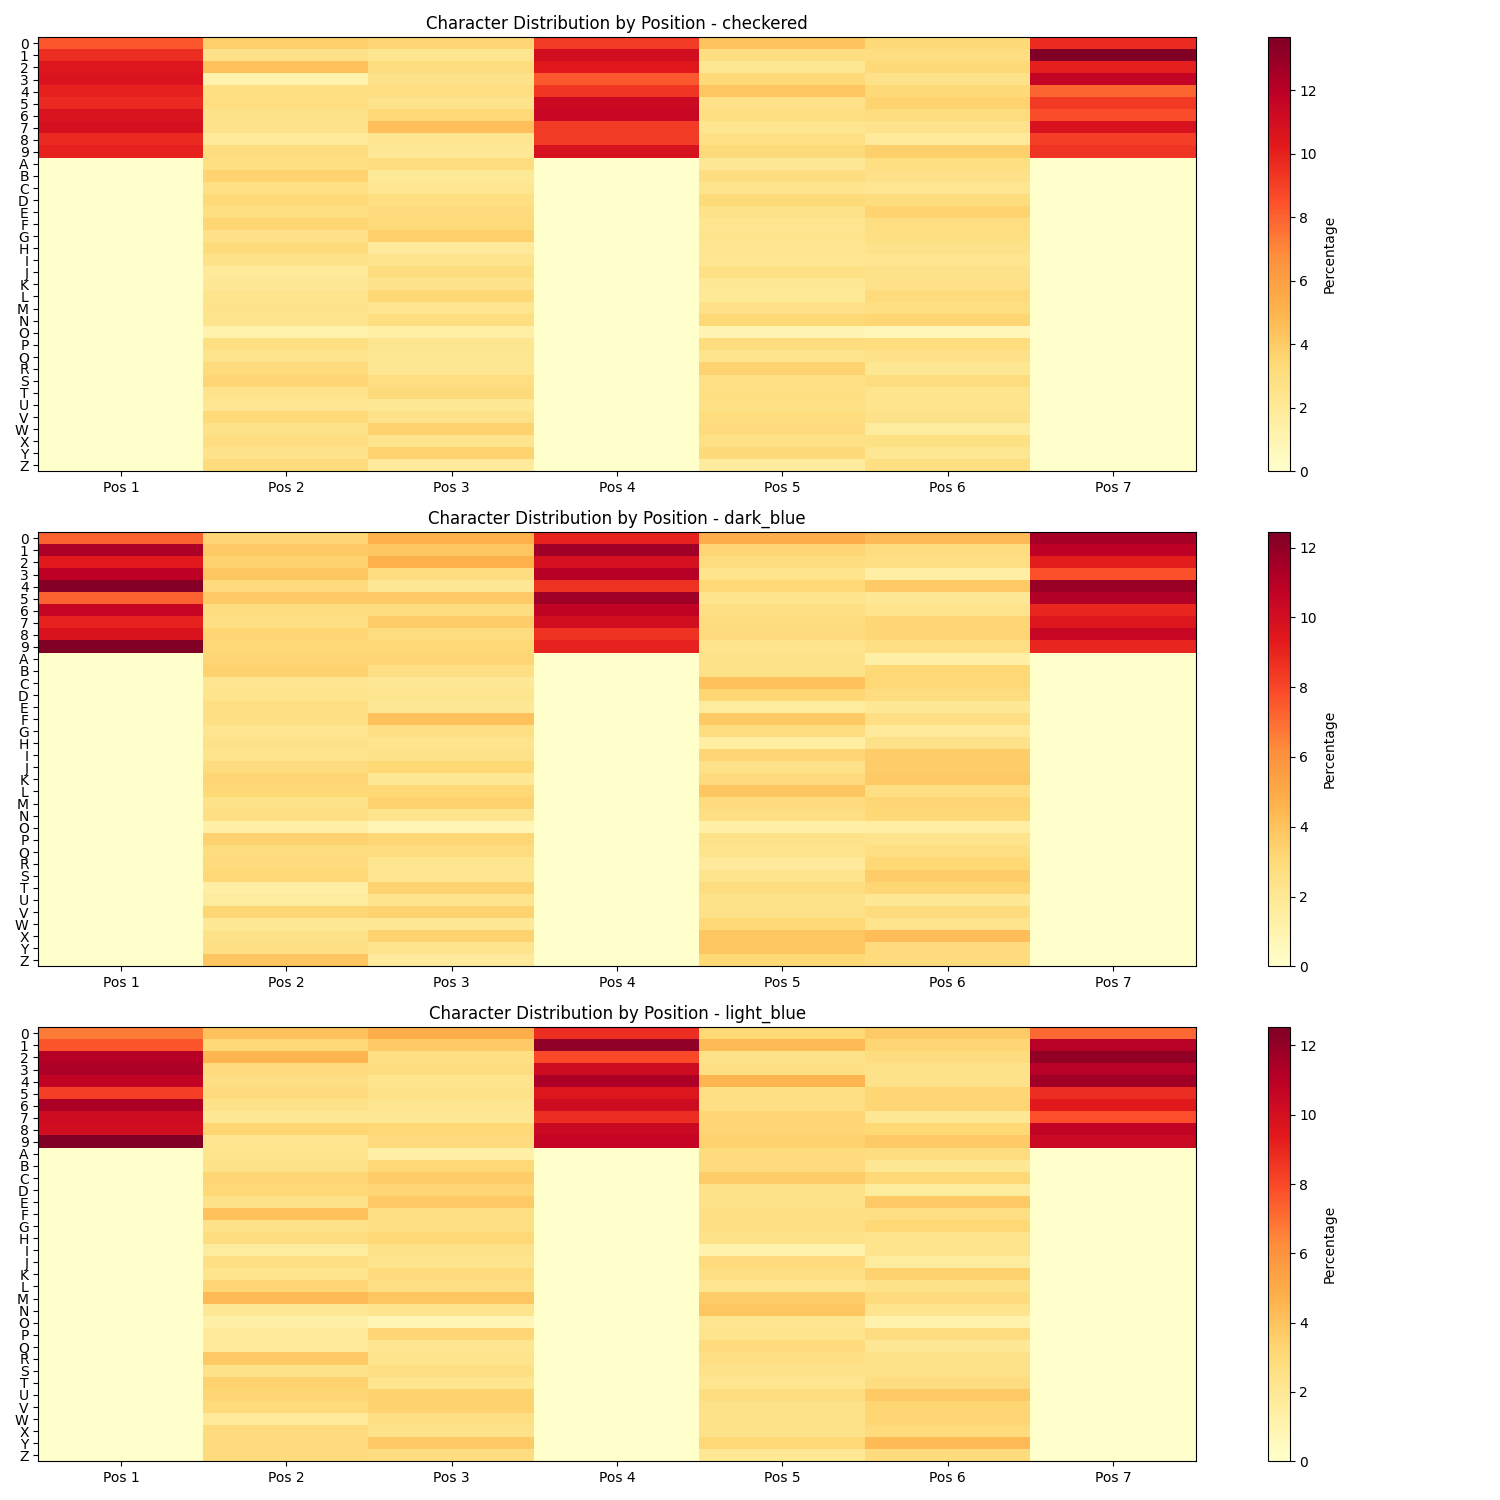 Character Distribution by Position - checkered
0
1
2
3
4
5
6
7
8
9
A
B
C
D
E
F
G
H
I
J
K
L
M
N
O
P
Q
R
S
T
U
V
W
X
Y
Z
Pos 1 Pos 2 Pos 3 Pos 4 Pos 5 Pos 6 Pos 7
12
10
8
6
4
2
0
Percentage
Character Distribution by Position - dark_blue
0
1
2
3
4
5
6
7
8
9
A
B
C
D
E
F
G
H
I
J
K
L
M
N
O
P
Q
R
S
T
U
V
W
X
Y
Z
Pos 1 Pos 2 Pos 3 Pos 4 Pos 5 Pos 6 Pos 7
12
10
8
6
4
2
0
Percentage
Character Distribution by Position - light_blue
0
1
2
3
4
5
6
7
8
9
A
B
C
D
E
F
G
H
I
J
K
L
M
N
O
P
Q
R
S
T
U
V
W
X
Y
Z
Pos 1 Pos 2 Pos 3 Pos 4 Pos 5 Pos 6 Pos 7
12
10
8
6
4
2
0
Percentage